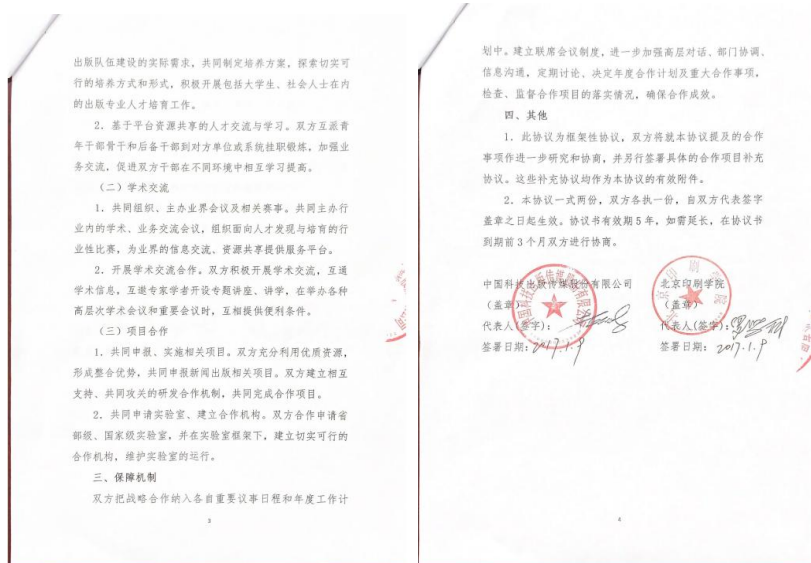 出版队伍建设的实际需求，共同制定培养方案，探索切实可
行的培养方式和形式，积极开展包括大学生、社会人士在内
的出版专业人才培育工作。
2．基于平台资源共享的人才交流与学习。双方互派青
年干部骨干和后备干部到对方单位或系统挂职锻炼，加强业
务交流，促进双方干部在不同环境中相互学习提高。
（二）学术交流
1．共同组织、主办业界会议及相关赛事。共同主办行
业内的学术、业务交流会议，组织面向人才发现与培育的行
业性比赛，为业界的信息交流、资源共享提供服务平台。
2．开展学术交流合作。双方积极开展学术交流，互通
学术信息，互邀专家学者开设专题讲座、讲学，在举办各种
高层次学术会议和重要会议时，互相提供便利条件。
（三）项目合作
1．共同申报、实施相关项目。双方充分利用优质资源，
形成整合优势，共同申报新闻出版相关项目。双方建立相互
支持、共同攻关的研发合作机制，共同完成合作项目。
2．共同申请实验室、建立合作机构。双方合作申请省
部级、国家级实验室，并在实验室框架下，建立切实可行的
合作机构，维护实验室的运行。
三、保障机制
双方把战略合作纳入各自重要议事日程和年度工作计
划中。建立联席会议制度，进一步加强高层对话、部门协调、
信息沟通，定期讨论、决定年度合作计划及重大合作事项，
检查、监督合作项目的落实情况，确保合作成效。
四、其他
1．此协议为框架性协议，双方将就本协议提及的合作
事项作进一步研究和协商，并另行签署具体的合作项目补充
协议。这些补充协议均作为本协议的有效附件。
2．本协议一式两份，双方各执一份，自双方代表签字
盖章之日起生效。协议书有效期5年，如需延长，在协议书
到期前3个月双方进行协商。
中国科技出版传媒股份有限公司
（盖章）
代表人（签字）：
签署日期：2017.1.9
北京印刷学院
（盖章）
代表人（签字）：
签署日期：2017.1.9
北京印刷学院